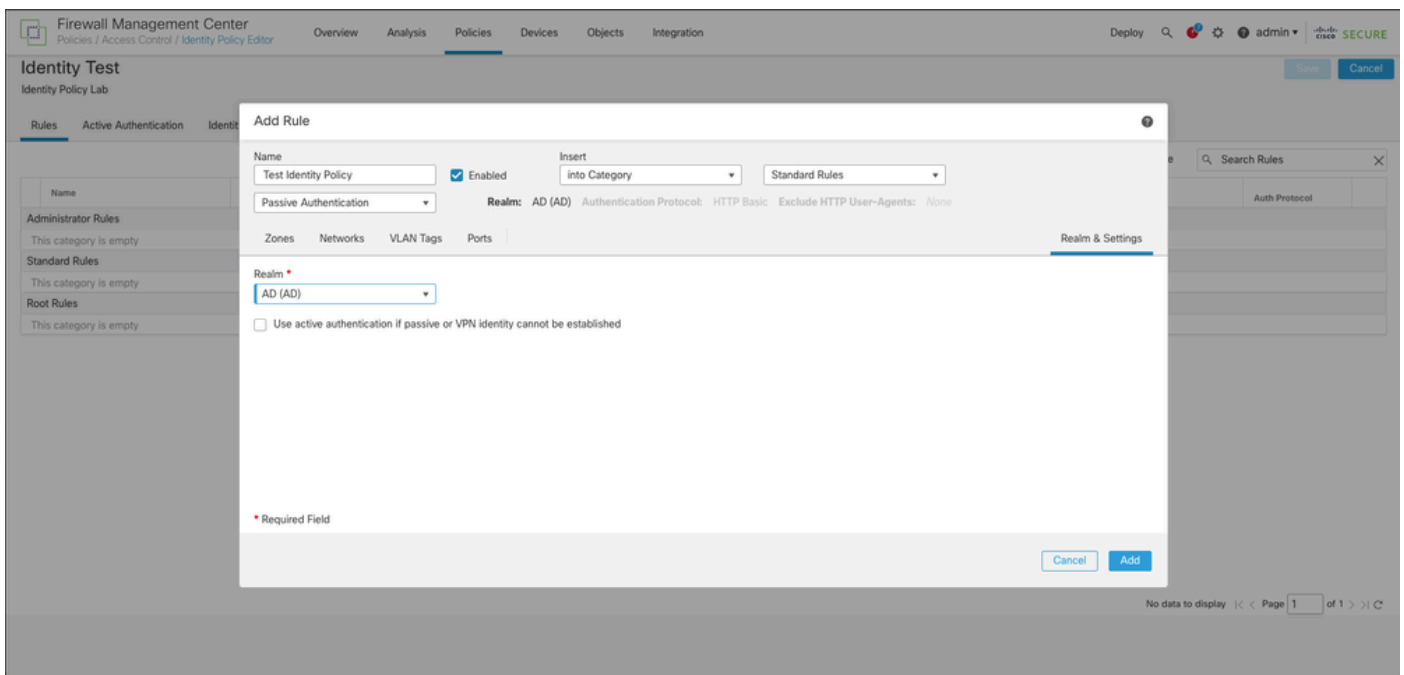 Firewall Management Center
Policies / Access Control / Identity Policy Editor
Overview Analysis Policies Devices Objects Integration
Deploy admin SECURE
Identity Test
Save Cancel
Identity Policy Lab
Rules Active Authentication Identit
Add Rule
Name Insert
Test Identity Policy Enabled into Category Standard Rules
Search Rules
Passive Authentication Realm: AD (AD) Authentication Protocol: HTTP Basic Exclude HTTP User-Agents: None
Name Auth Protocol
Administrator Rules
This category is empty
Zones Networks VLAN Tags Ports Realm & Settings
Standard Rules
This category is empty
Realm *
AD (AD)
Root Rules
This category is empty
Use active authentication if passive or VPN identity cannot be established
* Required Field
Cancel Add
No data to display Page 1 of 1